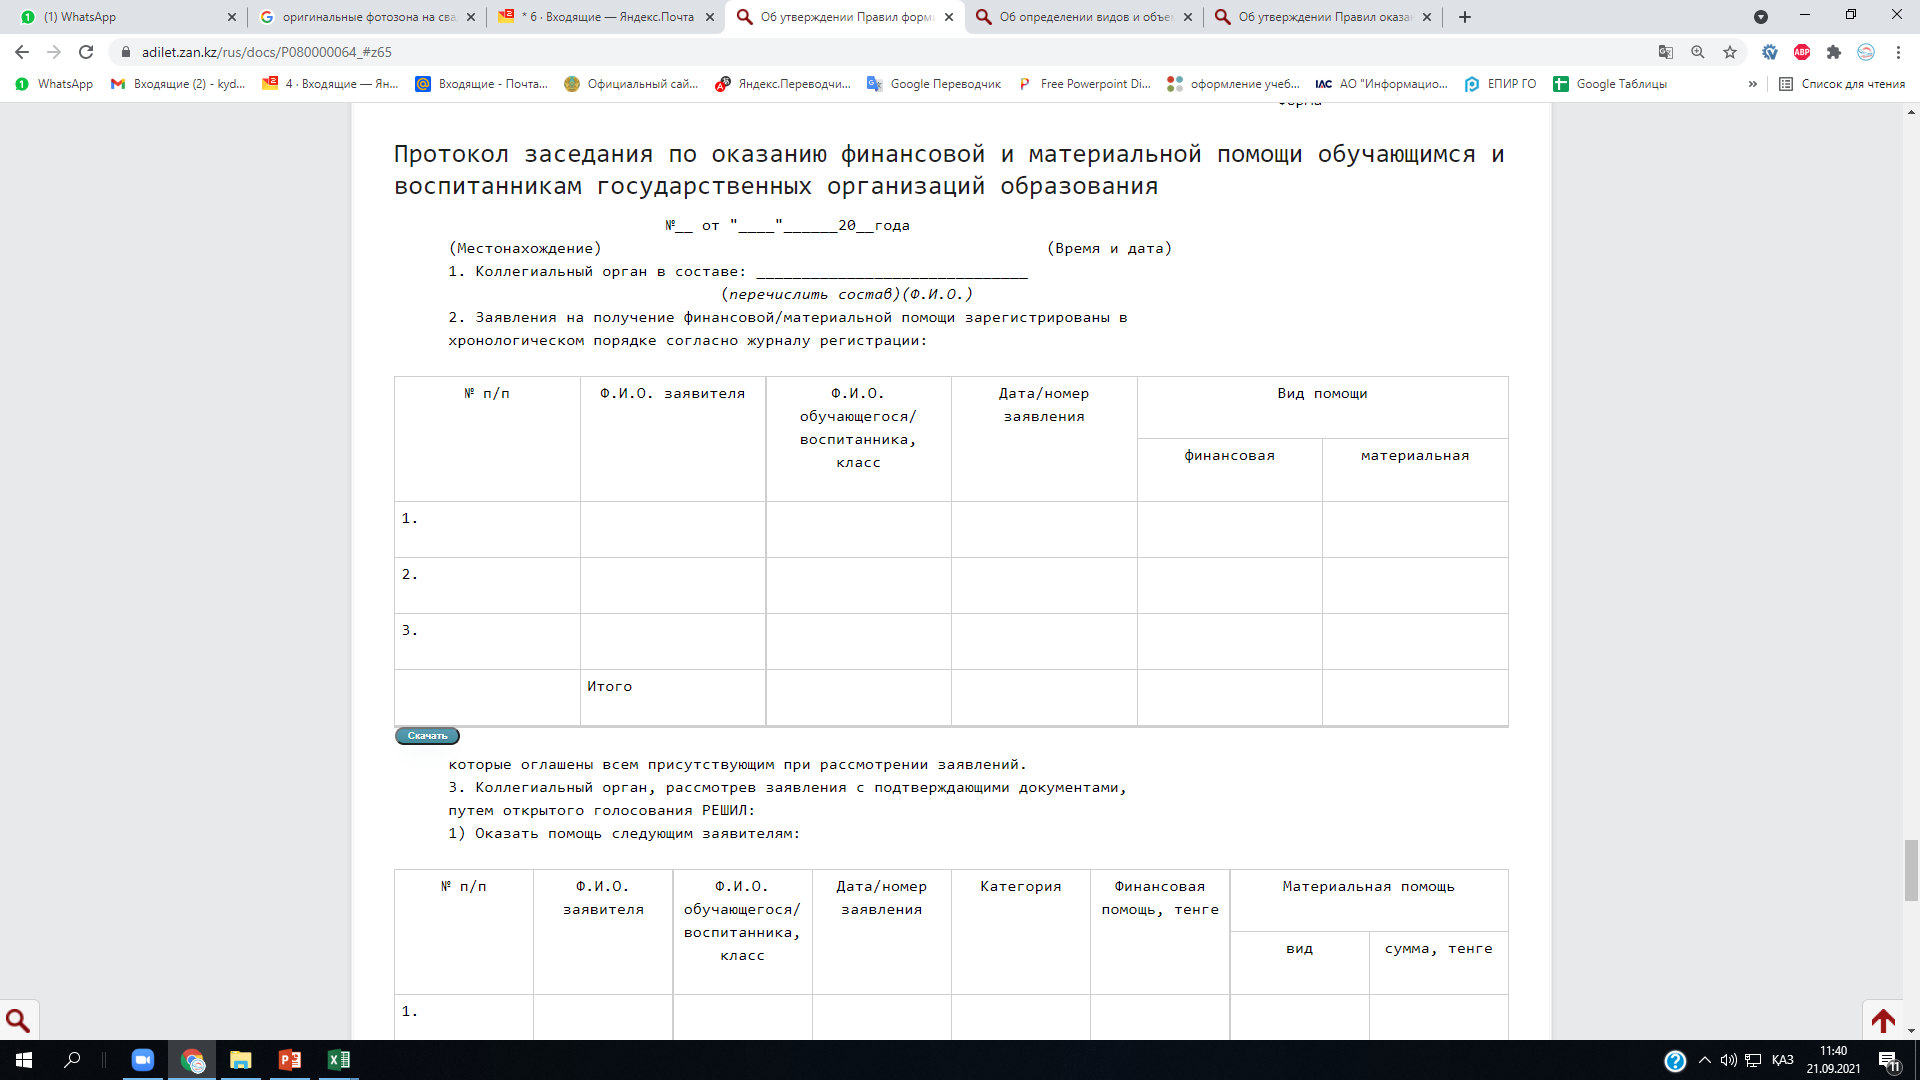 (1) WhatsApp
оригинальные фотозона на сва
* 6 · Входящие — Яндекс.Почта
Об утверждении Правил форми
Об определении видов и объем
Об утверждении Правил оказан
adilet.zan.kz/rus/docs/P080000064_#z65
WhatsApp
Входящие (2) - kyd...
4 · Входящие — Ян...
Входящие - Почта...
Официальный сай...
Яндекс.Переводчи...
Google Переводчик
Free Powerpoint Di...
оформление учеб...
АО "Информацио...
ЕПИР ГО
Google Таблицы
»
Список для чтения
Протокол заседания по оказанию финансовой и материальной помощи обучающимся и
воспитанникам государственных организаций образования
№__ от "____"______20__года
(Местонахождение) (Время и дата)
1. Коллегиальный орган в составе: ______________________________
(перечислить состав)(Ф.И.О.)
2. Заявления на получение финансовой/материальной помощи зарегистрированы в
хронологическом порядке согласно журналу регистрации:
№ п/п
Ф.И.О. заявителя
Ф.И.О.
обучающегося/
воспитанника,
класс
Дата/номер
заявления
Вид помощи
финансовая
материальная
1.
2.
3.
Итого
Скачать
которые оглашены всем присутствующим при рассмотрении заявлений.
3. Коллегиальный орган, рассмотрев заявления с подтверждающими документами,
путем открытого голосования РЕШИЛ:
1) Оказать помощь следующим заявителям:
№ п/п
Ф.И.О.
заявителя
Ф.И.О.
обучающегося/
воспитанника,
класс
Дата/номер
заявления
Категория
Финансовая
помощь, тенге
Материальная помощь
вид
сумма, тенге
1.
ҚАЗ
11:40
21.09.2021
11